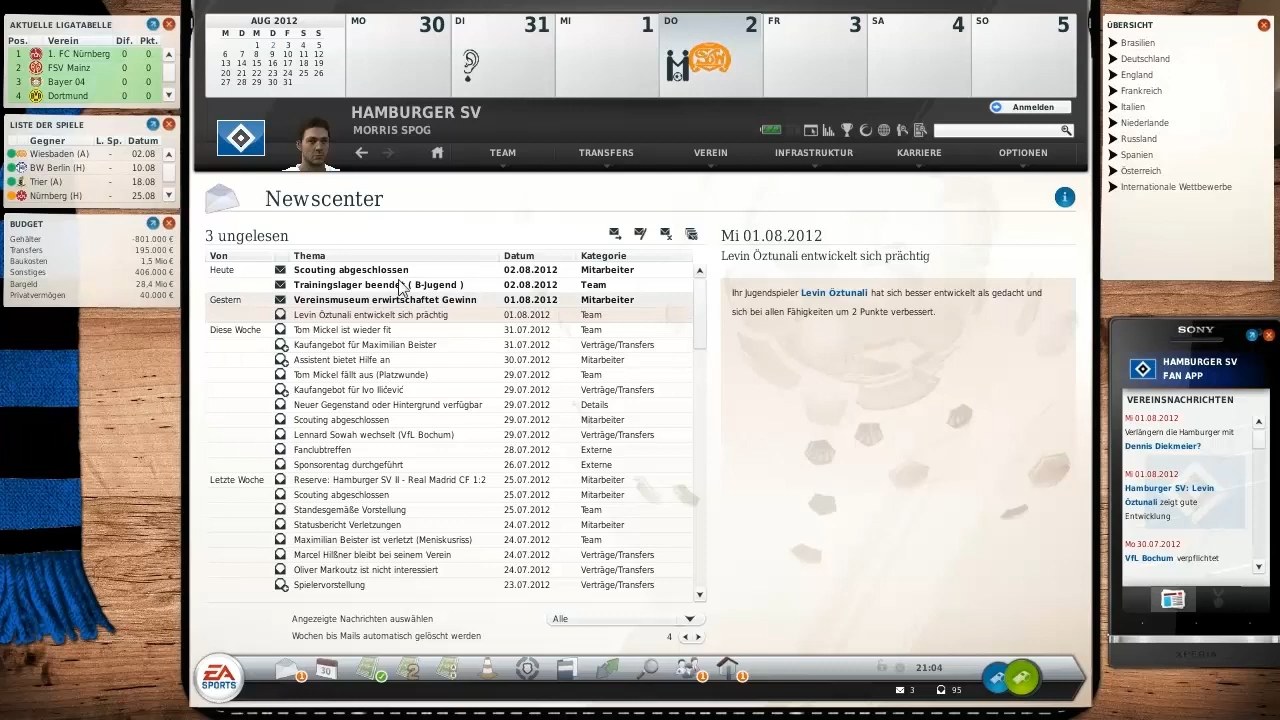 AKTUELLE LIGATABELLE
Pos. Verein Dif. Pkt.
1 1. FC Nürnberg 0 0
2 FSV Mainz 0 0
3 Bayer 04 0 0
4 Dortmund 0 0
LISTE DER SPIELE
Gegner L. Sp. Datum
Wiesbaden (A) - 02.08
BW Berlin (H) - 10.08
Trier (A) - 18.08
Nürnberg (H) - 25.08
BUDGET
Gehälter -801.000 €
Transfers 195.000 €
Baukosten 1,5 Mio €
Sonstiges 406.000 €
Bargeld 28,4 Mio €
Privatvermögen 40.000 €
AUG 2012
M D M D F S S
1 2 3 4 5
6 7 8 9 10 11 12
13 14 15 16 17 18 19
20 21 22 23 24 25 26
27 28 29 30 31
MO 30
DI 31
MI 1
DO 2
FR 3
SA 4
SO 5
HAMBURGER SV
MORRIS SPOG
Anmelden
TEAM TRANSFERS VEREIN INFRASTRUKTUR KARRIERE OPTIONEN
Newscenter
3 ungelesen
Von Thema Datum Kategorie
Heute Scouting abgeschlossen 02.08.2012 Mitarbeiter
Trainingslager beendet ( B-Jugend ) 02.08.2012 Team
Gestern Vereinsmuseum erwirtschaftet Gewinn 01.08.2012 Mitarbeiter
Levin Öztunali entwickelt sich prächtig 01.08.2012 Team
Diese Woche Tom Mickel ist wieder fit 31.07.2012 Team
Kaufangebot für Maximilian Beister 31.07.2012 Verträge/Transfers
Assistent bietet Hilfe an 30.07.2012 Mitarbeiter
Tom Mickel fällt aus (Platzwunde) 29.07.2012 Team
Kaufangebot für Ivo Iličević 29.07.2012 Verträge/Transfers
Neuer Gegenstand oder Hintergrund verfügbar 29.07.2012 Details
Scouting abgeschlossen 29.07.2012 Mitarbeiter
Lennard Sowah wechselt (VfL Bochum) 29.07.2012 Verträge/Transfers
Fanclubtreffen 28.07.2012 Externe
Sponsorentag durchgeführt 26.07.2012 Externe
Letzte Woche Reserve: Hamburger SV II - Real Madrid CF 1:2 25.07.2012 Mitarbeiter
Scouting abgeschlossen 25.07.2012 Mitarbeiter
Standesgemäße Vorstellung 25.07.2012 Team
Statusbericht Verletzungen 24.07.2012 Mitarbeiter
Maximilian Beister ist verletzt (Meniskusriss) 24.07.2012 Team
Marcel Hilßner bleibt bei seinem Verein 24.07.2012 Verträge/Transfers
Oliver Markoutz ist nicht interessiert 24.07.2012 Verträge/Transfers
Spielervorstellung 23.07.2012 Verträge/Transfers
Angezeigte Nachrichten auswählen Alle
Wochen bis Mails automatisch gelöscht werden 4
Mi 01.08.2012
Levin Öztunali entwickelt sich prächtig
Ihr Jugendspieler Levin Öztunali hat sich besser entwickelt als gedacht und
sich bei allen Fähigkeiten um 2 Punkte verbessert.
EA
SPORTS
1
30
2
1
1
21:04
3 95
ÜBERSICHT
Brasilien
Deutschland
England
Frankreich
Italien
Niederlande
Russland
Spanien
Österreich
Internationale Wettbewerbe
SONY
HAMBURGER SV
FAN APP
VEREINSNACHRICHTEN
Mi 01.08.2012
Verlängern die Hamburger mit
Dennis Diekmeier?
Mi 01.08.2012
Hamburger SV: Levin
Öztunali zeigt gute
Entwicklung
Mo 30.07.2012
VfL Bochum verpflichtet
XPERIA